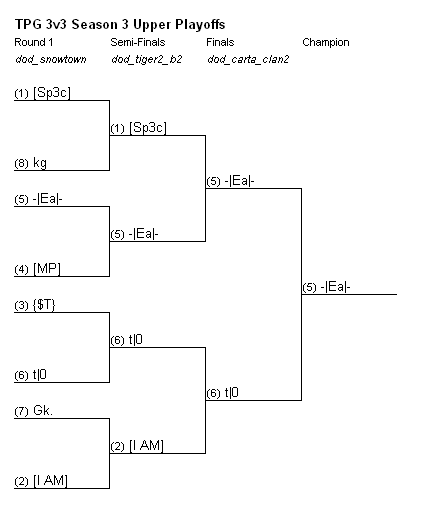 TPG 3v3 Season 3 Upper Playoffs
Round 1 Semi-Finals Finals Champion
dod_snowtown dod_tiger2_b2 dod_carta_clan2
(1) [Sp3c]
(1) [Sp3c]
(8) kg
(5) -|Ea|-
(5) -|Ea|-
(5) -|Ea|-
(4) [MP]
(5) -|Ea|-
(3) {$T}
(6) t|0
(6) t|0
(6) t|0
(7) Gk.
(2) [I AM]
(2) [I AM]